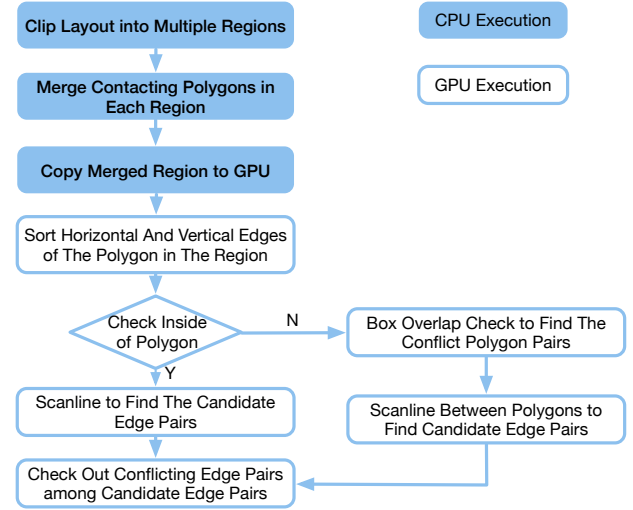 Clip Layout into Multiple Regions
CPU Execution
Merge Contacting Polygons in
Each Region
GPU Execution
Copy Merged Region to GPU
Sort Horizontal And Vertical Edges
of The Polygon in The Region
Check Inside
of Polygon
N
Box Overlap Check to Find The
Conflict Polygon Pairs
Y
Scanline to Find The Candidate
Edge Pairs
Scanline Between Polygons to
Find Candidate Edge Pairs
Check Out Conflicting Edge Pairs
among Candidate Edge Pairs